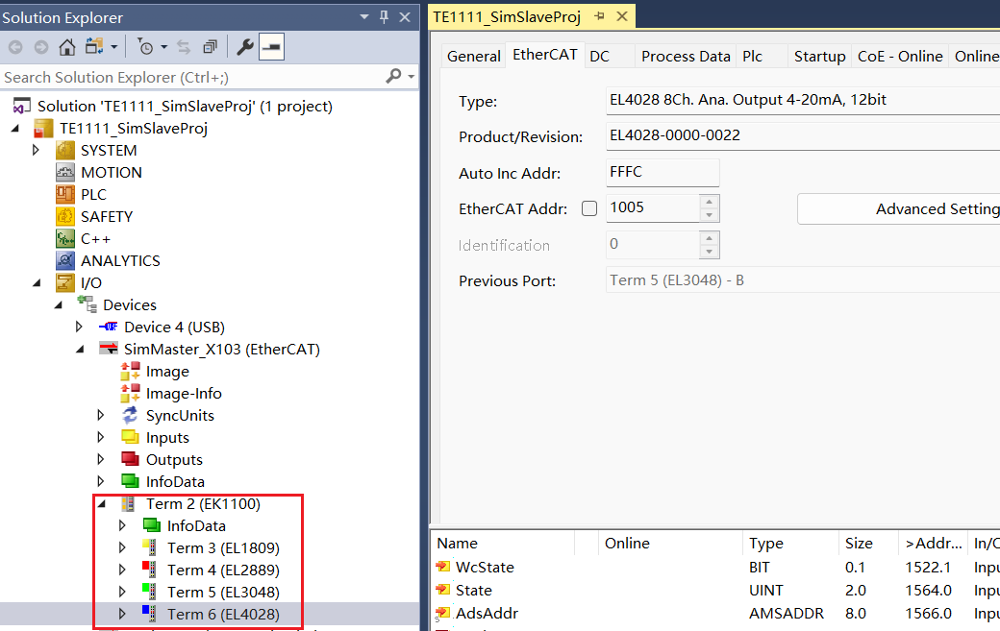 Solution Explorer
Search Solution Explorer (Ctrl+;)
Solution 'TE1111_SimSlaveProj' (1 project)
TE1111_SimSlaveProj
SYSTEM
MOTION
PLC
SAFETY
C++
ANALYTICS
I/O
Devices
Device 4 (USB)
SimMaster_X103 (EtherCAT)
Image
Image-Info
SyncUnits
Inputs
Outputs
InfoData
Term 2 (EK1100)
InfoData
Term 3 (EL1809)
Term 4 (EL2889)
Term 5 (EL3048)
Term 6 (EL4028)
TE1111_SimSlaveProj
General EtherCAT DC Process Data Plc Startup CoE - Online Online
Type: EL4028 8Ch. Ana. Output 4-20mA, 12bit
Product/Revision: EL4028-0000-0022
Auto Inc Addr: FFFC
EtherCAT Addr: 1005 Advanced Setting
Identification 0
Previous Port: Term 5 (EL3048) - B
Name Online Type Size >Addr... In/O
WcState BIT 0.1 1522.1 Inpu
State UINT 2.0 1564.0 Inpu
AdsAddr AMSADDR 8.0 1566.0 Inpu